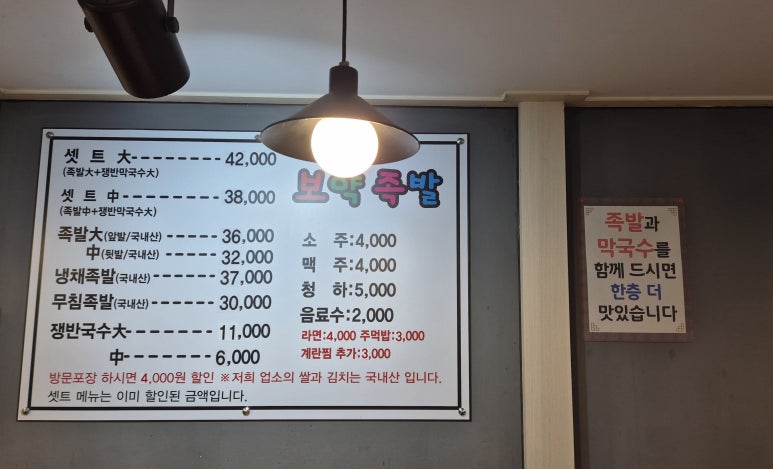 셋 트 大--------- 42,000
(족발大+쟁반막국수大)
셋 트 中--------- 38,000
(족발中+쟁반막국수大)
족발大(앞발/국내산)------ 36,000
中(뒷발/국내산)------ 32,000
냉채족발(국내산)------- 37,000
무침족발(국내산)------- 30,000
쟁반국수大-------- 11,000
中-------- 6,000
보약족발
소 주:4,000
맥 주:4,000
청 하:5,000
음료수:2,000
라면:4,000 주먹밥:3,000
계란찜 추가:3,000
방문포장 하시면 4,000원 할인 ※저희 업소의 쌀과 김치는 국내산 입니다.
셋트 메뉴는 이미 할인된 금액입니다.
족발과
막국수를
함께 드시면
한층 더
맛있습니다